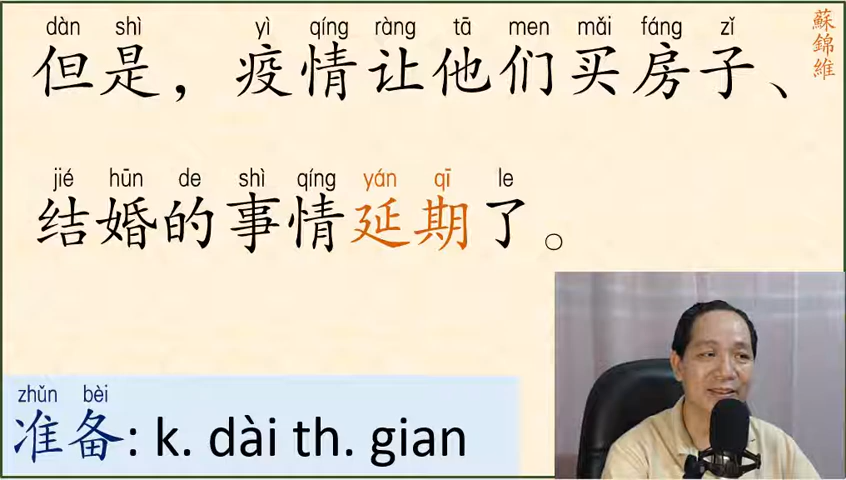 dàn shì yì qíng ràng tā men mǎi fáng zǐ
但是，疫情让他们买房子、
jié hūn de shì qíng yán qī le
结婚的事情延期了。
zhǔn bèi
准备: k. dài th. gian
蘇錦維